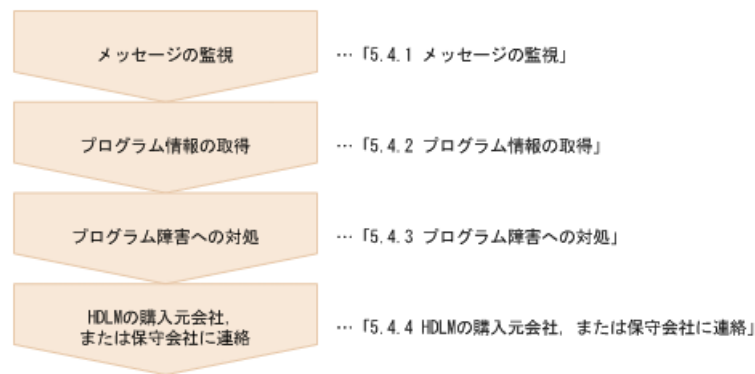 メッセージの監視 … 「5.4.1 メッセージの監視」
プログラム情報の取得 … 「5.4.2 プログラム情報の取得」
プログラム障害への対処 … 「5.4.3 プログラム障害への対処」
HDLMの購入元会社,
または保守会社に連絡
… 「5.4.4 HDLMの購入元会社, または保守会社に連絡」